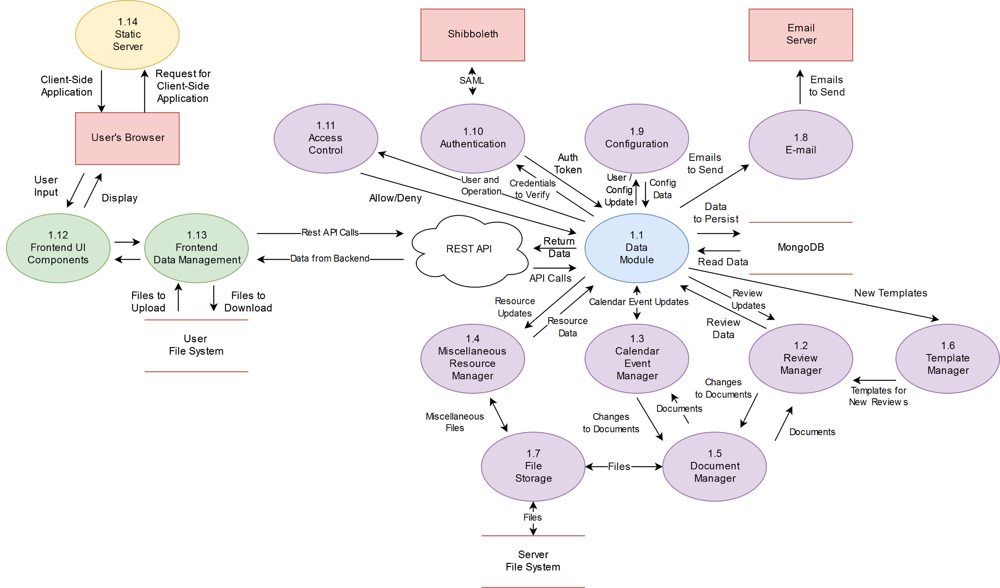 1.14
Static
Server
Shibboleth
Email
Server
Client-Side
Application
Request for
Client-Side
Application
SAML
Emails
to Send
User's Browser
1.11
Access
Control
1.10
Authentication
1.9
Configuration
1.8
E-mail
User
Input
Display
Allow/Deny
User and
Operation
Credentials
to Verify
Auth
Token
User /
Config
Update
Config
Data
Emails
to Send
Data
to Persist
1.12
Frontend UI
Components
1.13
Frontend
Data Management
Rest API Calls
Data from Backend
REST API
Return
Data
API Calls
1.1
Data
Module
MongoDB
Read Data
Files to
Upload
Files to
Download
User
File System
Resource
Updates
Resource
Data
Calendar Event Updates
Review
Updates
Review
Data
New Templates
1.4
Miscellaneous
Resource
Manager
1.3
Calendar
Event
Manager
1.2
Review
Manager
1.6
Template
Manager
Templates for
New Reviews
Miscellaneous
Files
Changes
to Documents
Documents
Changes
to Documents
Documents
1.7
File
Storage
Files
1.5
Document
Manager
Files
Server
File System